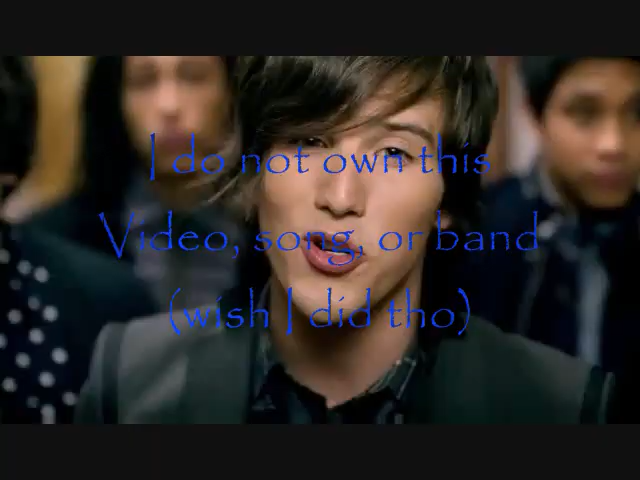 I do not own this
Video, song, or band
(wish I did tho)